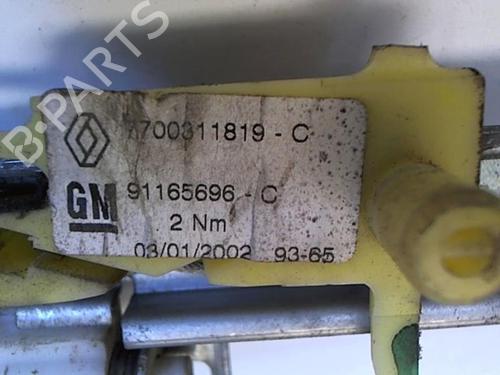 B-PARTS
7700311819 - C
GM 91165696 - C
2 Nm
03/01/2002 93-65